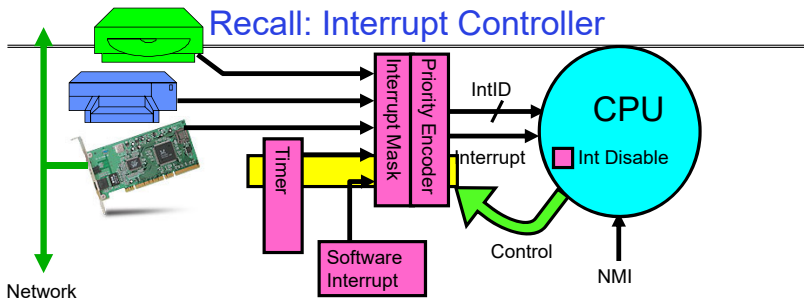 Recall: Interrupt Controller
Interrupt Mask
Priority Encoder
IntID
CPU
Interrupt
Int Disable
Timer
Control
Software
Interrupt
NMI
Network